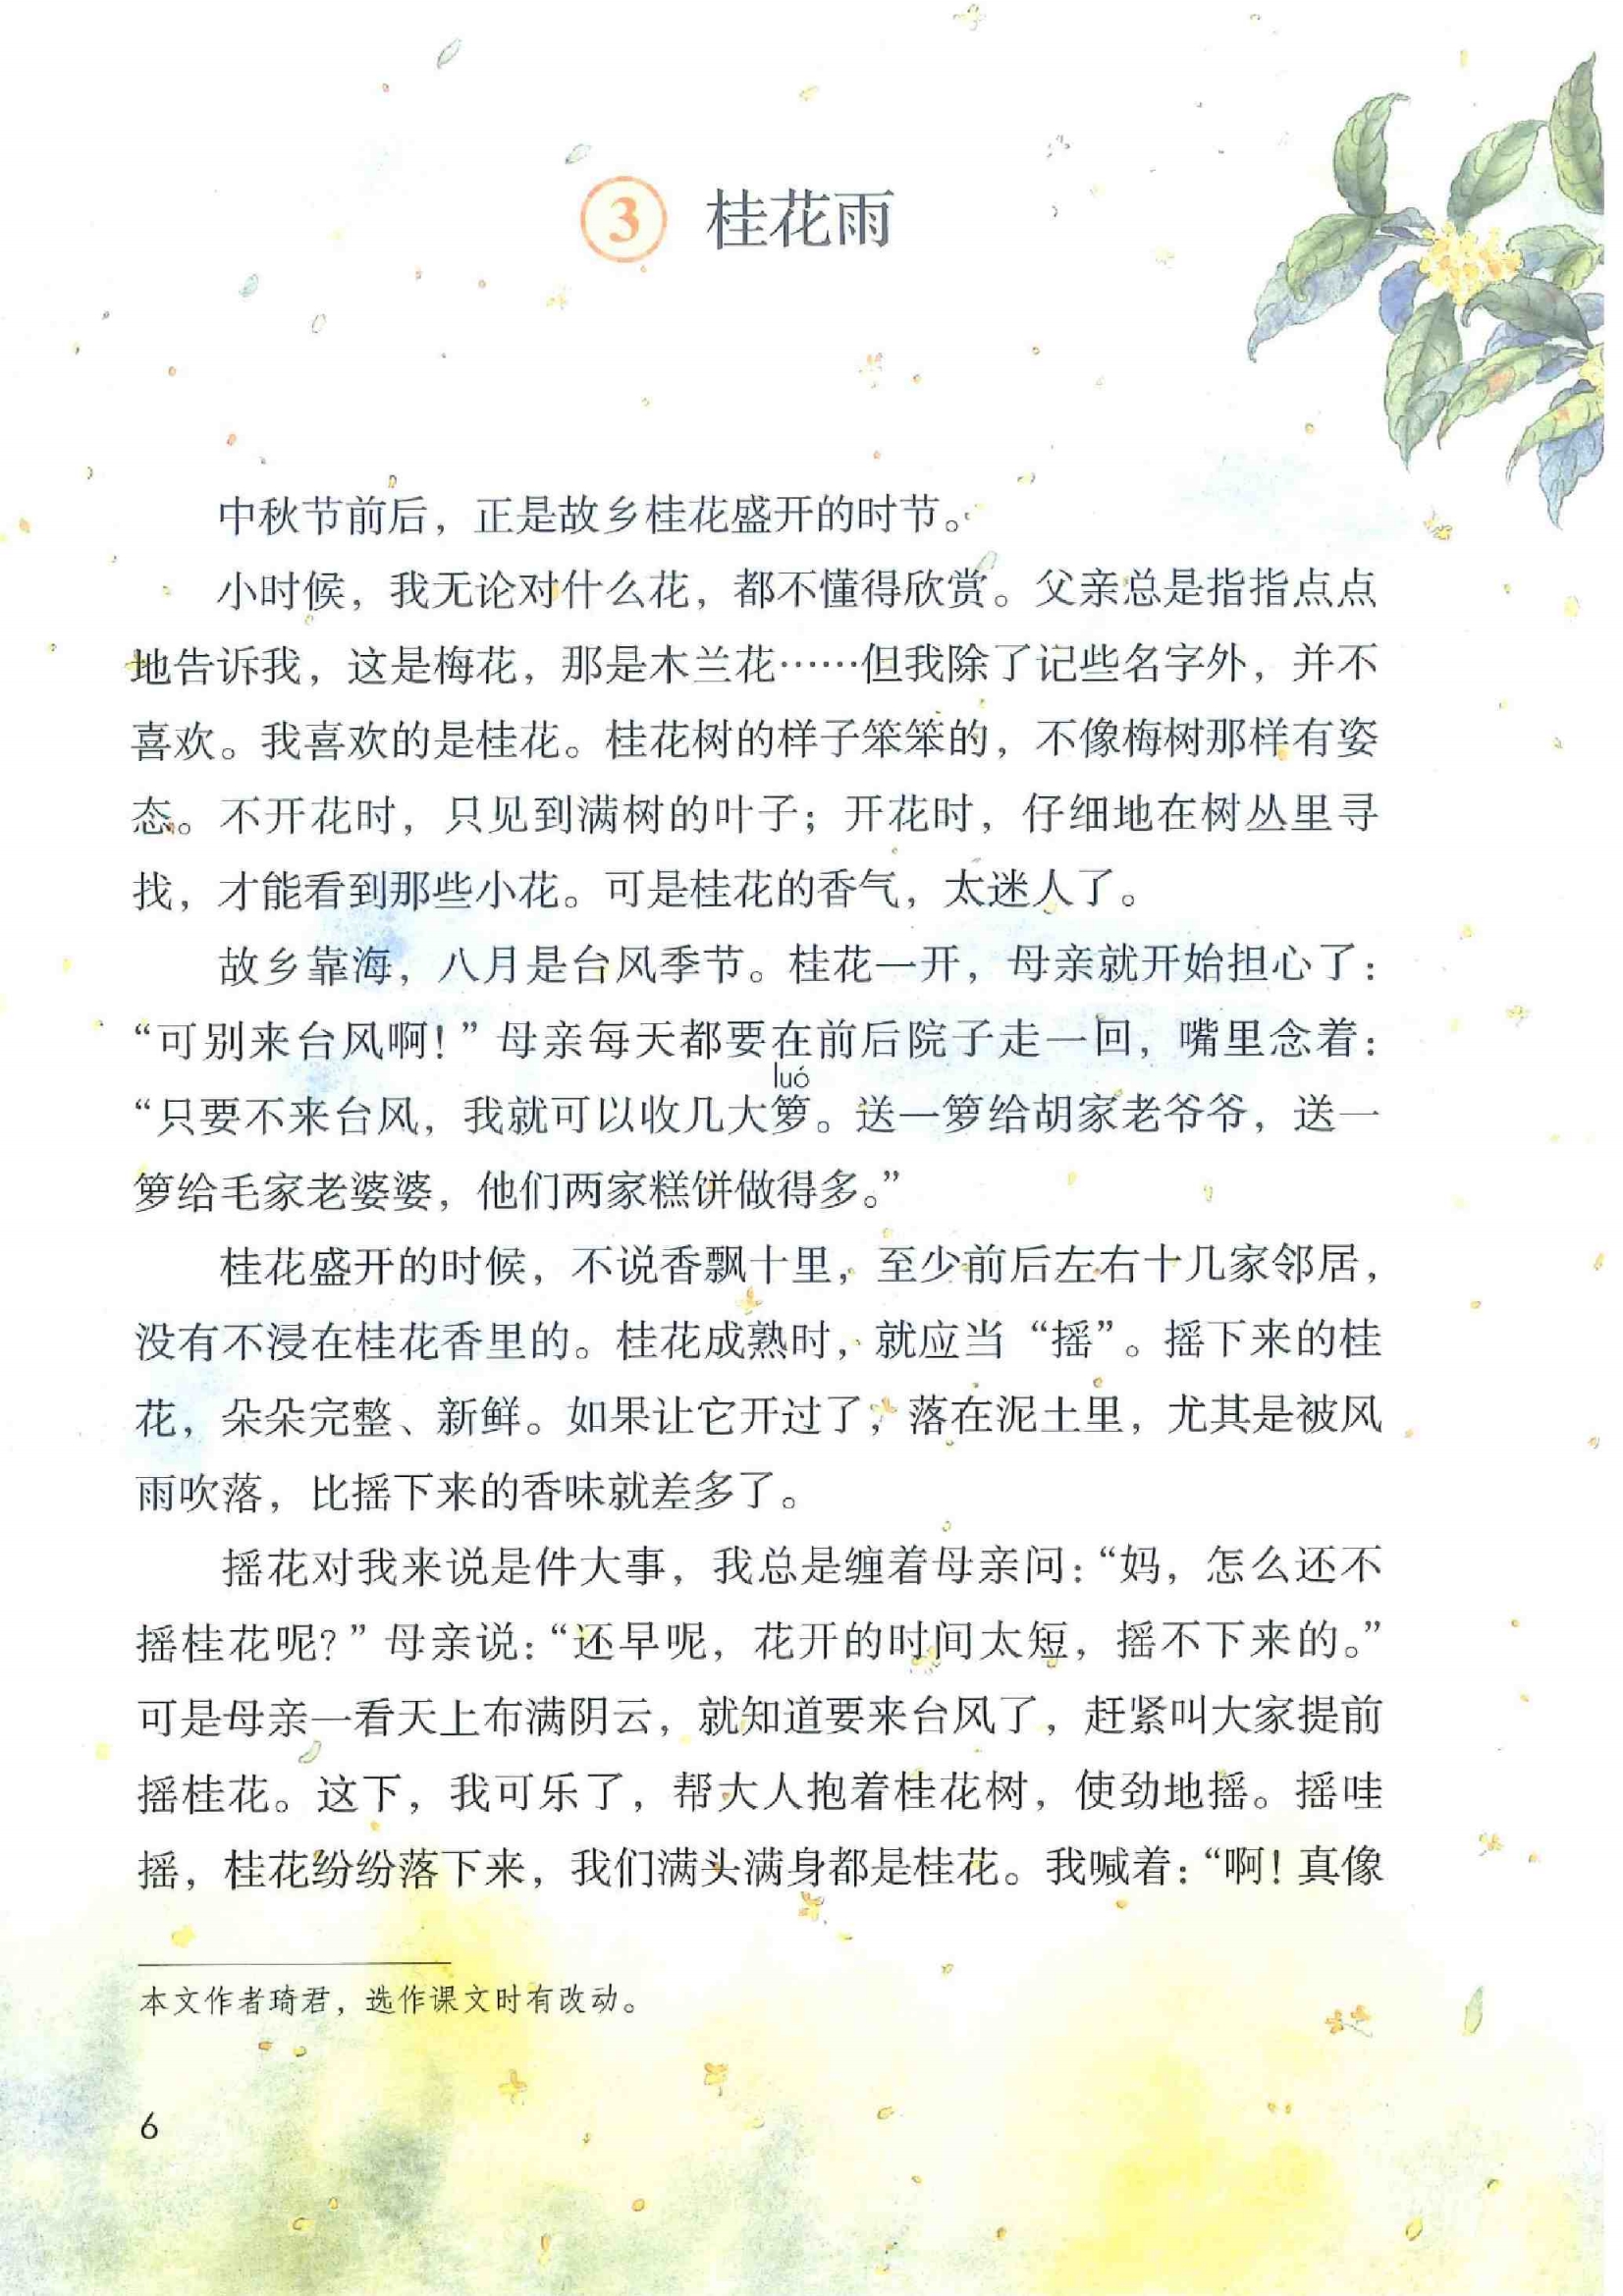 3 桂花雨
中秋节前后，正是故乡桂花盛开的时节。
小时候，我无论对什么花，都不懂得欣赏。父亲总是指指点点
地告诉我，这是梅花，那是木兰花……但我除了记些名字外，并不
喜欢。我喜欢的是桂花。桂花树的样子笨笨的，不像梅树那样有姿
态。不开花时，只见到满树的叶子；开花时，仔细地在树丛里寻
找，才能看到那些小花。可是桂花的香气，太迷人了。
故乡靠海，八月是台风季节。桂花一开，母亲就开始担心了：
“可别来台风啊！”母亲每天都要在前后院子走一回，嘴里念着：
luó
“只要不来台风，我就可以收几大箩。送一箩给胡家老爷爷，送一
箩给毛家老婆婆，他们两家糕饼做得多。”
桂花盛开的时候，不说香飘十里，至少前后左右十几家邻居，
没有不浸在桂花香里的。桂花成熟时，就应当“摇”。摇下来的桂
花，朵朵完整、新鲜。如果让它开过了，落在泥土里，尤其是被风
雨吹落，比摇下来的香味就差多了。
摇花对我来说是件大事，我总是缠着母亲问：“妈，怎么还不
摇桂花呢？”母亲说：“还早呢，花开的时间太短，摇不下来的。”
可是母亲一看天上布满阴云，就知道要来台风了，赶紧叫大家提前
摇桂花。这下，我可乐了，帮大人抱着桂花树，使劲地摇。摇哇
摇，桂花纷纷落下来，我们满头满身都是桂花。我喊着：“啊！真像
本文作者琦君，选作课文时有改动。
6